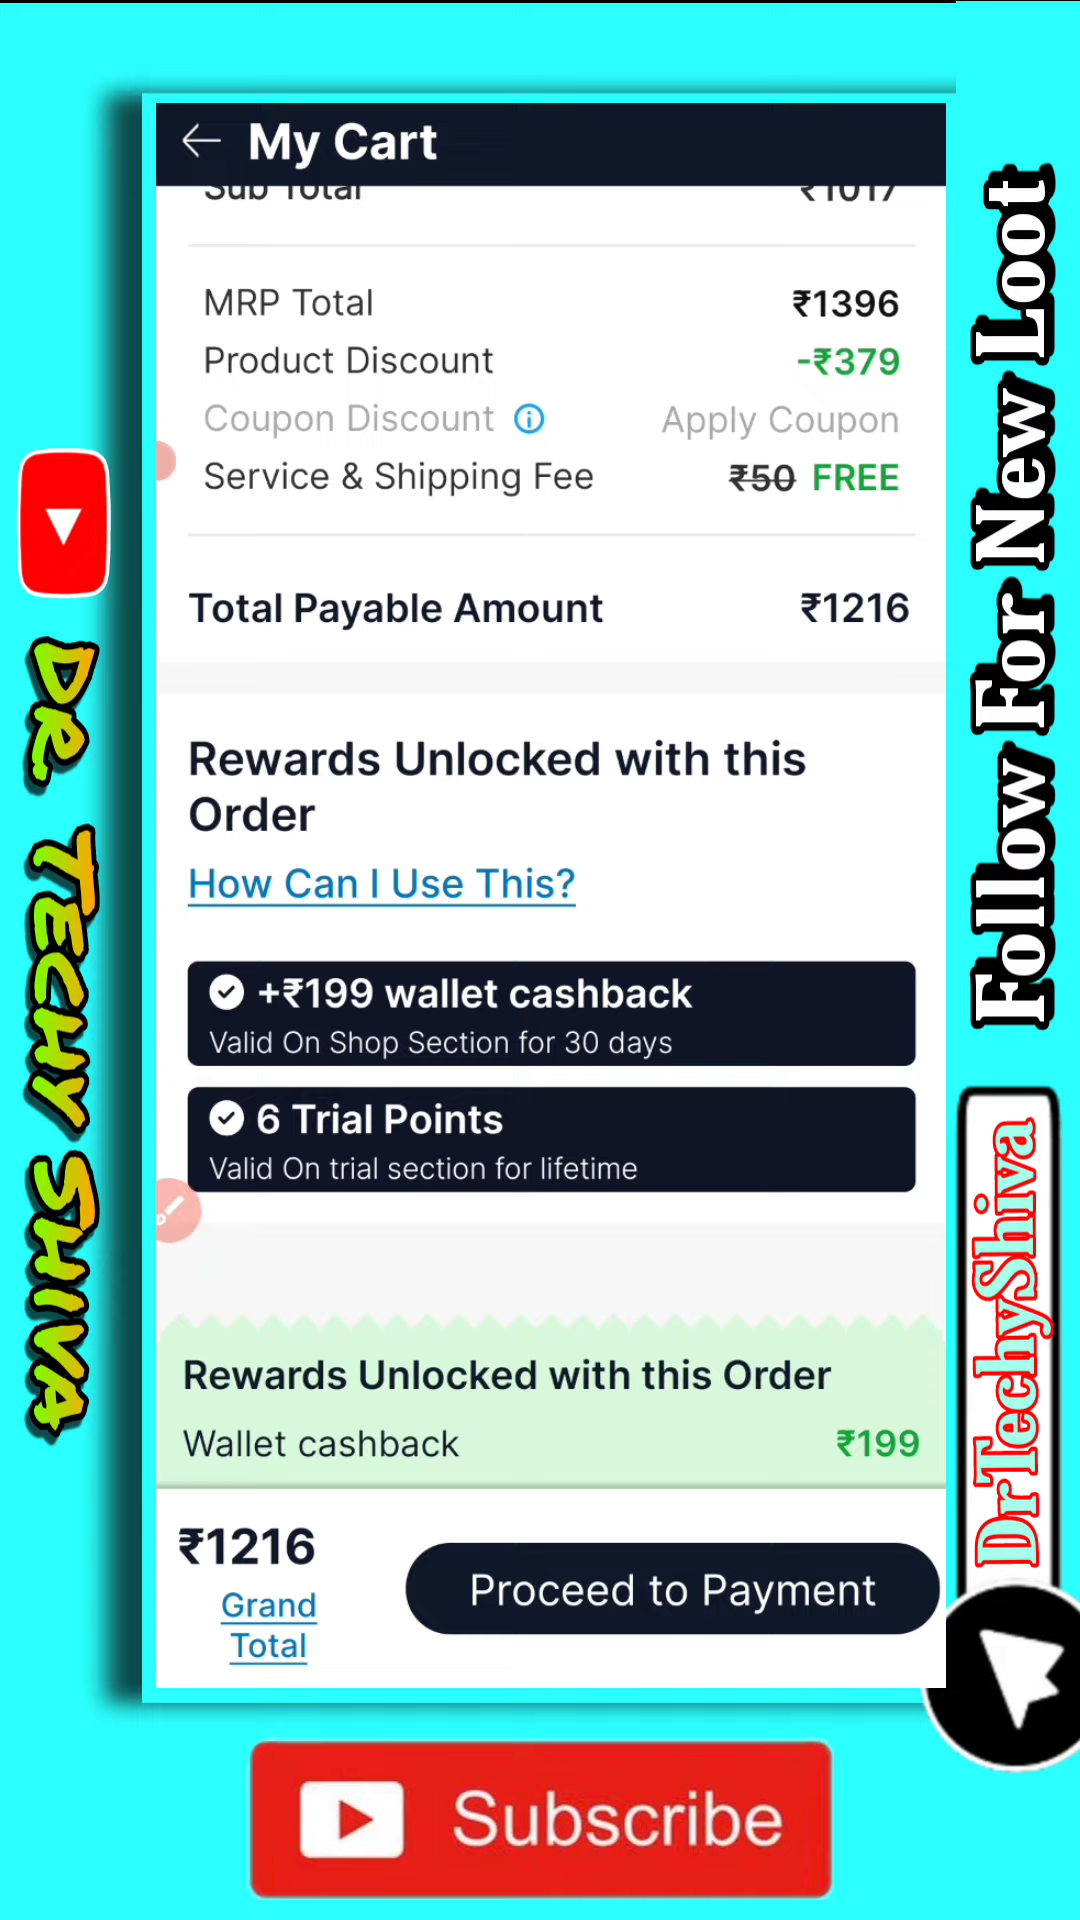 My Cart
Sub Total ₹1017
MRP Total ₹1396
Product Discount -₹379
Coupon Discount Apply Coupon
Service & Shipping Fee ₹50 FREE
Total Payable Amount ₹1216
Rewards Unlocked with this
Order
How Can I Use This?
+₹199 wallet cashback
Valid On Shop Section for 30 days
6 Trial Points
Valid On trial section for lifetime
Rewards Unlocked with this Order
Wallet cashback ₹199
₹1216
Grand
Total
Proceed to Payment
DR TECHY SHIVA
Follow For New Loot
DrTechyShiva
Subscribe